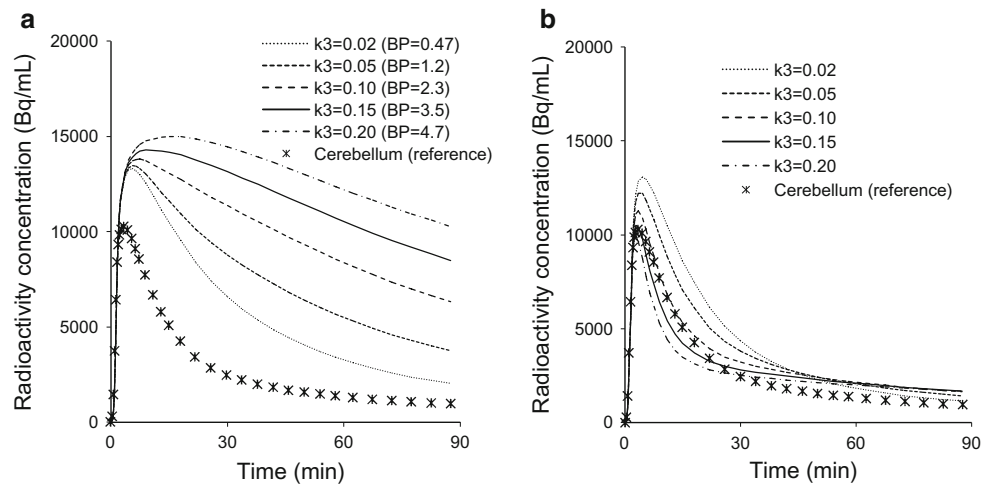 a
Radioactivity concentration (Bq/mL)
20000
15000
10000
5000
0
k3=0.02 (BP=0.47)
k3=0.05 (BP=1.2)
k3=0.10 (BP=2.3)
k3=0.15 (BP=3.5)
k3=0.20 (BP=4.7)
Cerebellum (reference)
0 30 60 90
Time (min)
b
Radioactivity concentration (Bq/mL)
20000
15000
10000
5000
0
k3=0.02
k3=0.05
k3=0.10
k3=0.15
k3=0.20
Cerebellum (reference)
0 30 60 90
Time (min)